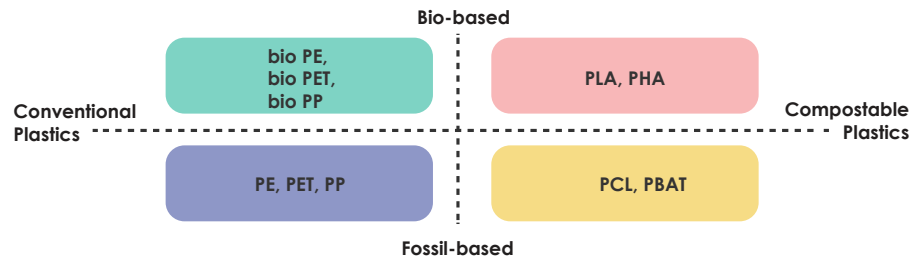 Bio-based
bio PE,
bio PET,
bio PP
PLA, PHA
Conventional
Plastics
Compostable
Plastics
PE, PET, PP
PCL, PBAT
Fossil-based